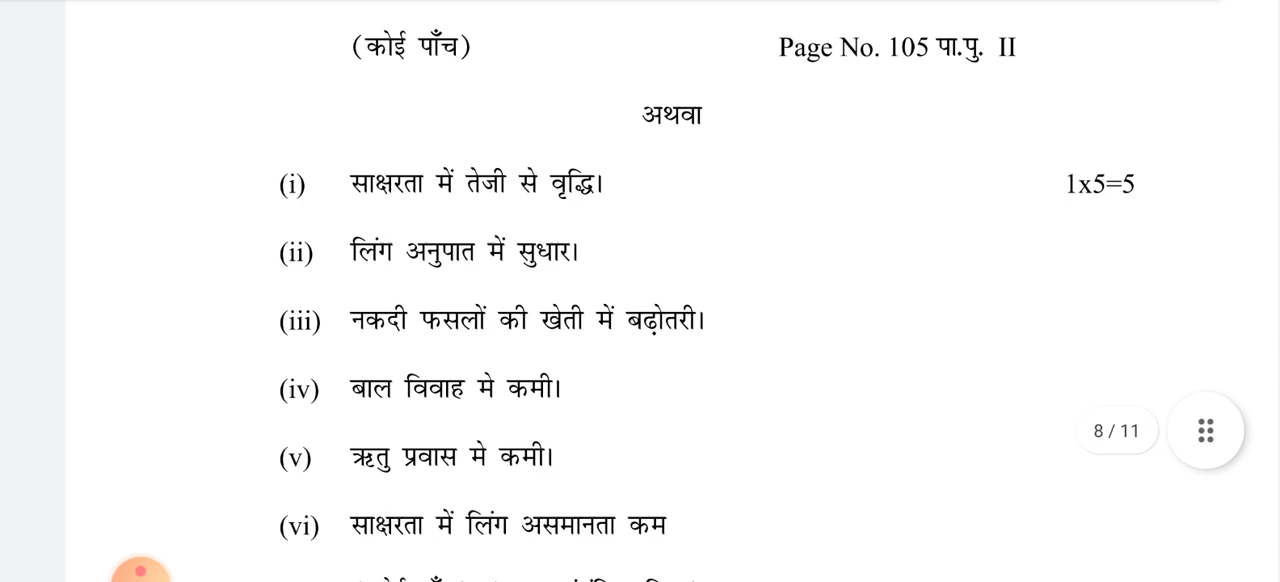 (कोई पाँच) Page No. 105 पा.पु. II
अथवा
(i) साक्षरता में तेजी से वृद्धि। 1x5=5
(ii) लिंग अनुपात में सुधार।
(iii) नकदी फसलों की खेती में बढ़ोतरी।
(iv) बाल विवाह मे कमी।
8 / 11
(v) ऋतु प्रवास मे कमी।
(vi) साक्षरता में लिंग असमानता कम